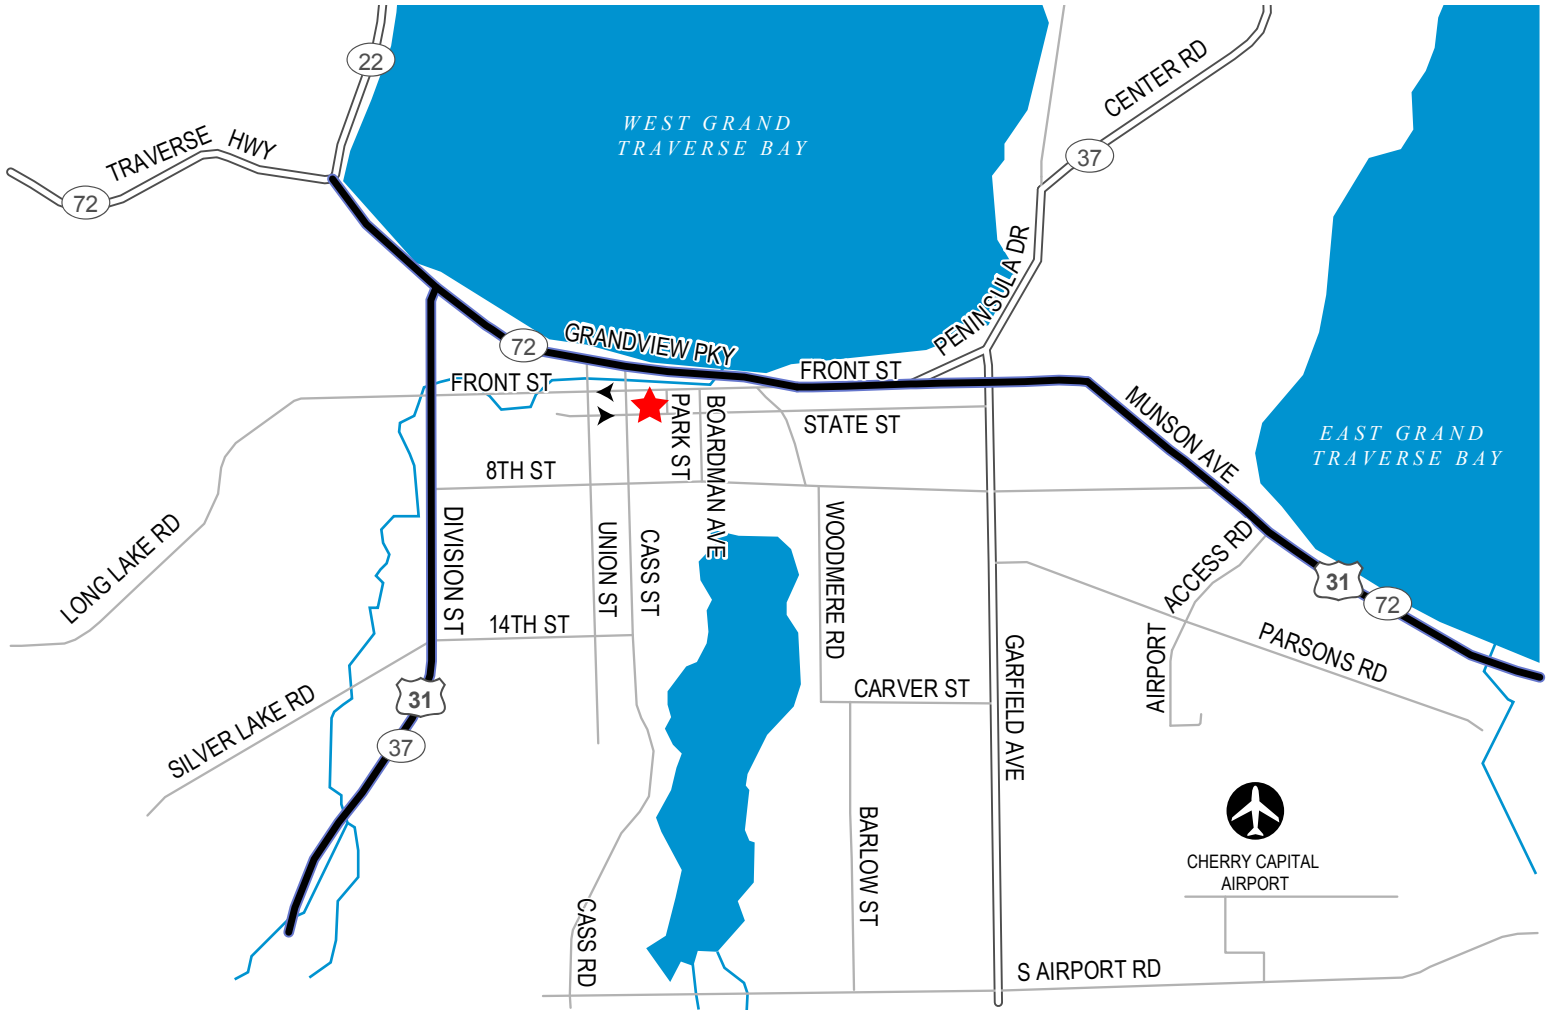 22
CENTER RD
WEST GRAND
TRAVERSE BAY
TRAVERSE HWY
37
72
PENINSULA DR
72
GRANDVIEW PKY
FRONT ST
FRONT ST
PARK ST
BOARDMAN AVE
STATE ST
MUNSON AVE
EAST GRAND
TRAVERSE BAY
8TH ST
LONG LAKE RD
DIVISION ST
UNION ST
CASS ST
WOODMERE RD
ACCESS RD
AIRPORT
31
72
14TH ST
GARFIELD AVE
PARSONS RD
CARVER ST
SILVER LAKE RD
31
37
BARLOW ST
CHERRY CAPITAL
AIRPORT
CASS RD
S AIRPORT RD